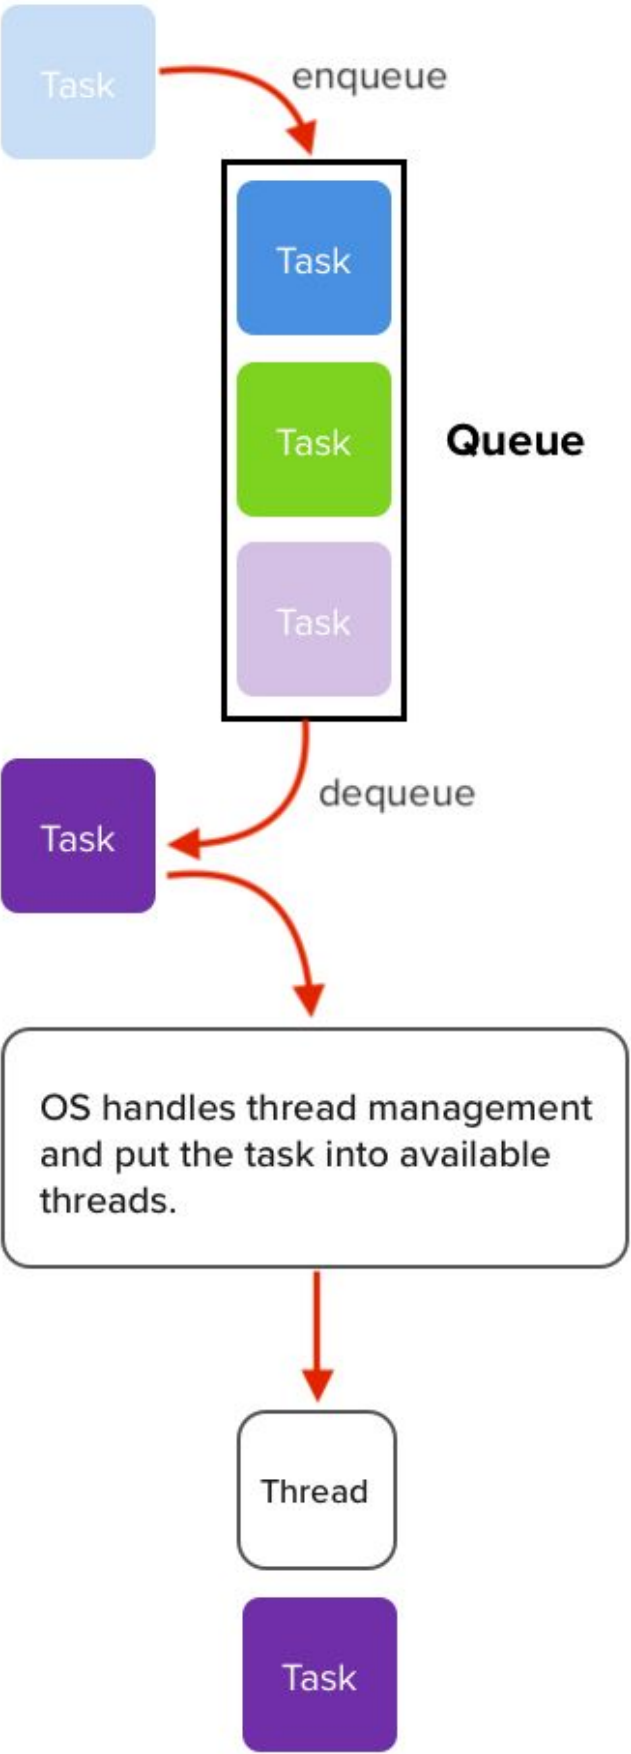 Task
enqueue
Task
Task
Queue
Task
dequeue
Task
OS handles thread management
and put the task into available
threads.
Thread
Task